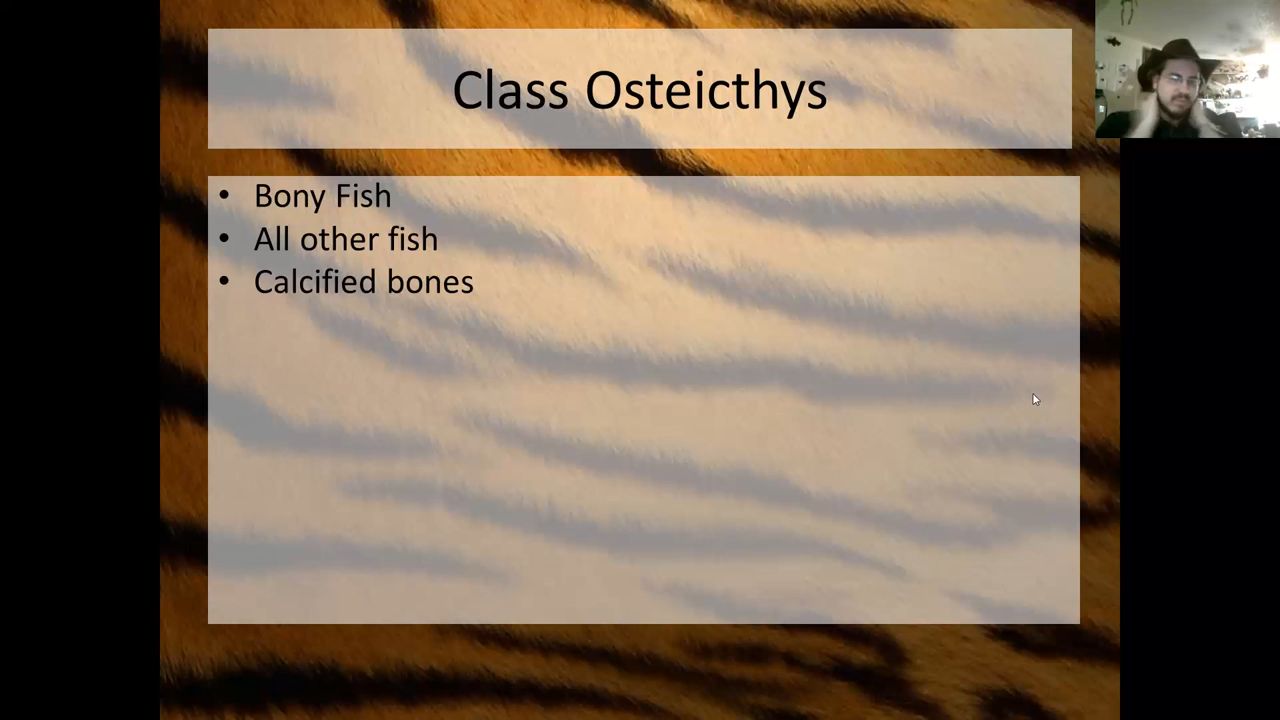 Class Osteicthys
• Bony Fish
• All other fish
• Calcified bones